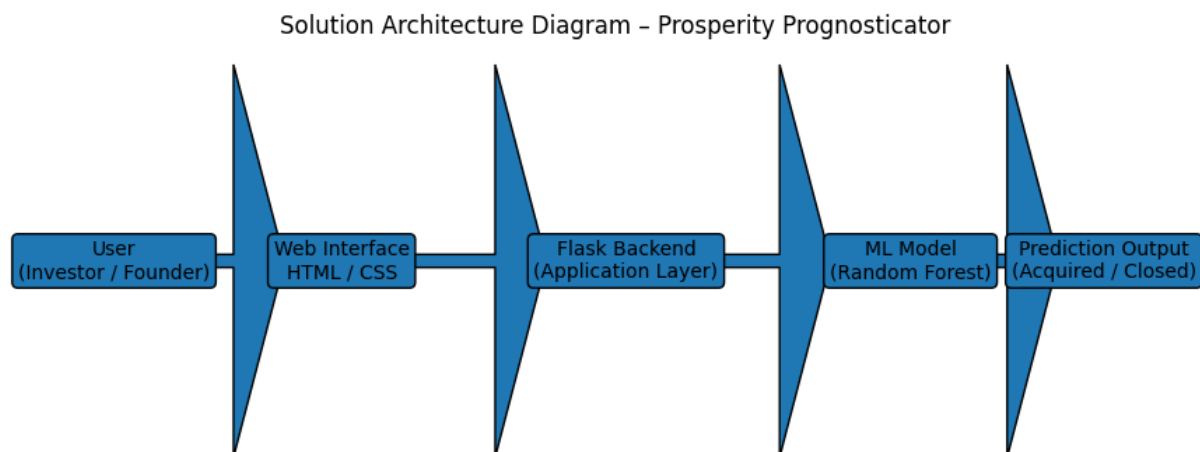 Solution Architecture Diagram – Prosperity Prognosticator
User
(Investor / Founder)
Web Interface
HTML / CSS
Flask Backend
(Application Layer)
ML Model
(Random Forest)
Prediction Output
(Acquired / Closed)